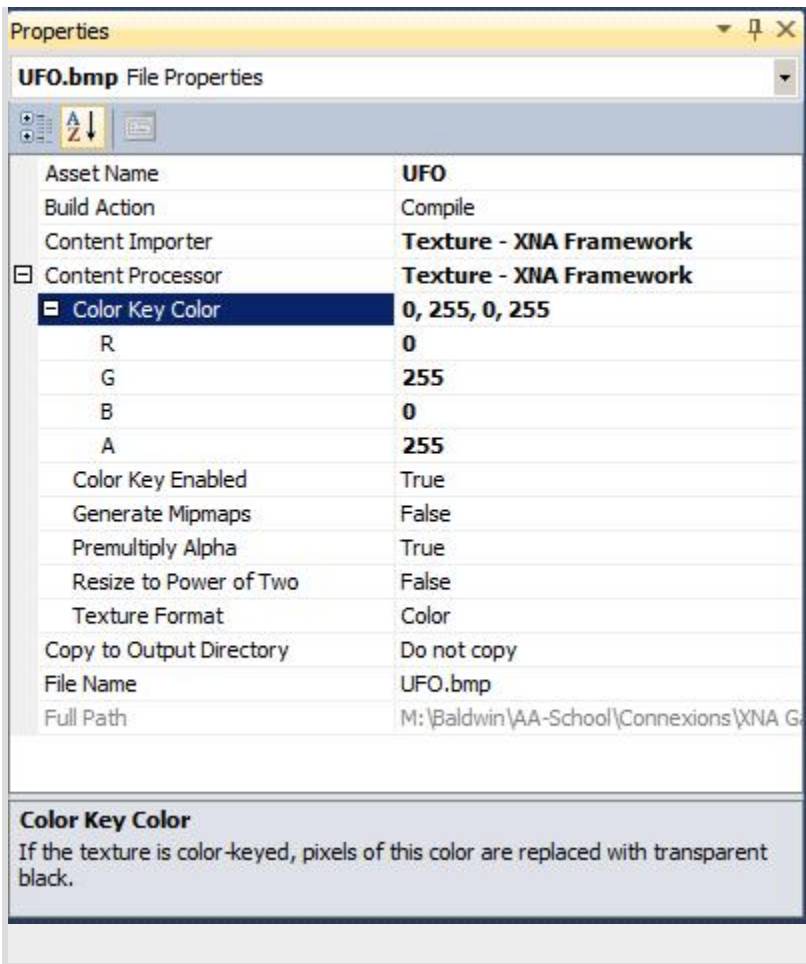 Properties
UFO.bmp File Properties
Asset Name UFO
Build Action Compile
Content Importer Texture - XNA Framework
Content Processor Texture - XNA Framework
Color Key Color 0, 255, 0, 255
R 0
G 255
B 0
A 255
Color Key Enabled True
Generate Mipmaps False
Premultiply Alpha True
Resize to Power of Two False
Texture Format Color
Copy to Output Directory Do not copy
File Name UFO.bmp
Full Path M:\Baldwin\AA-School\Connexions\XNA Ga
Color Key Color
If the texture is color-keyed, pixels of this color are replaced with transparent
black.